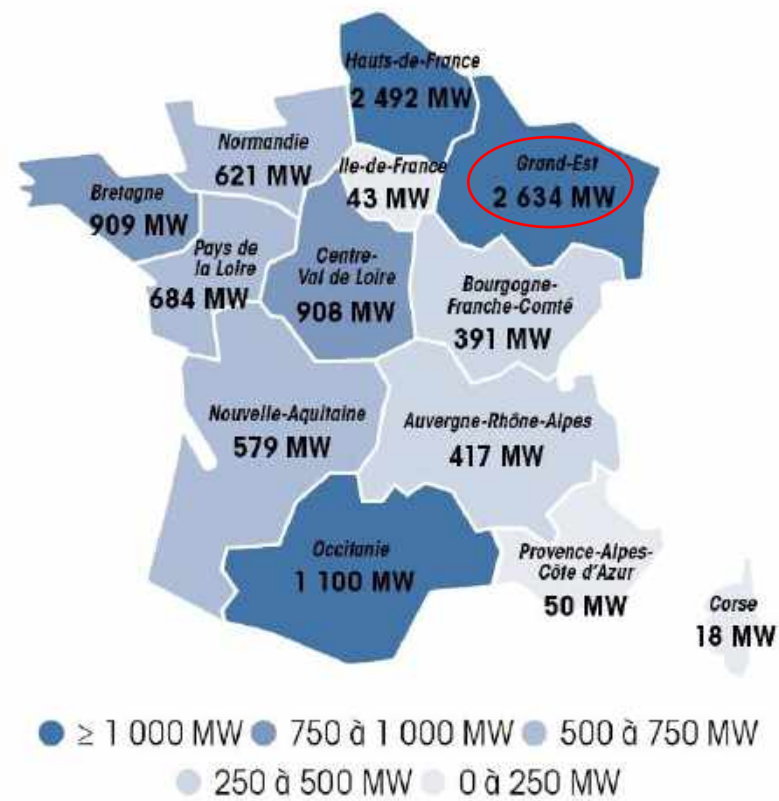 Hauts-de-France
2 492 MW
Normandie
621 MW
Ile-de-France
43 MW
Grand-Est
2 634 MW
Bretagne
909 MW
Pays de
la Loire
684 MW
Centre-
Val de Loire
908 MW
Bourgogne-
Franche-Comté
391 MW
Nouvelle-Aquitaine
579 MW
Auvergne-Rhône-Alpes
417 MW
Occitanie
1 100 MW
Provence-Alpes-
Côte d'Azur
50 MW
Corse
18 MW
≥ 1 000 MW 750 à 1 000 MW 500 à 750 MW
250 à 500 MW 0 à 250 MW